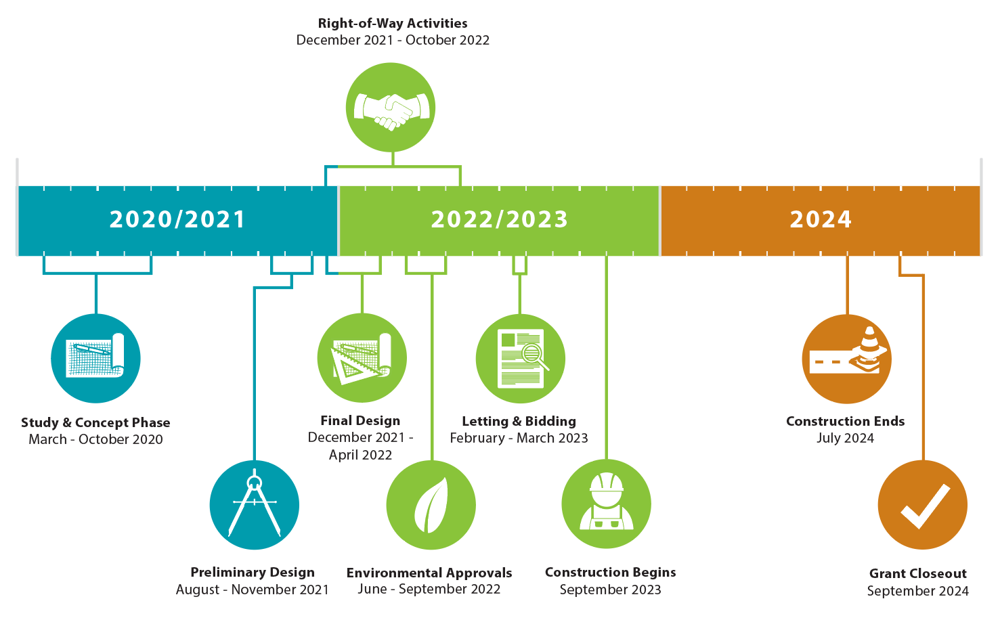 Right-of-Way Activities
December 2021 - October 2022
2020/2021
2022/2023
2024
Study & Concept Phase
March - October 2020
Final Design
December 2021 -
April 2022
Letting & Bidding
February - March 2023
Construction Ends
July 2024
Preliminary Design
August - November 2021
Environmental Approvals
June - September 2022
Construction Begins
September 2023
Grant Closeout
September 2024